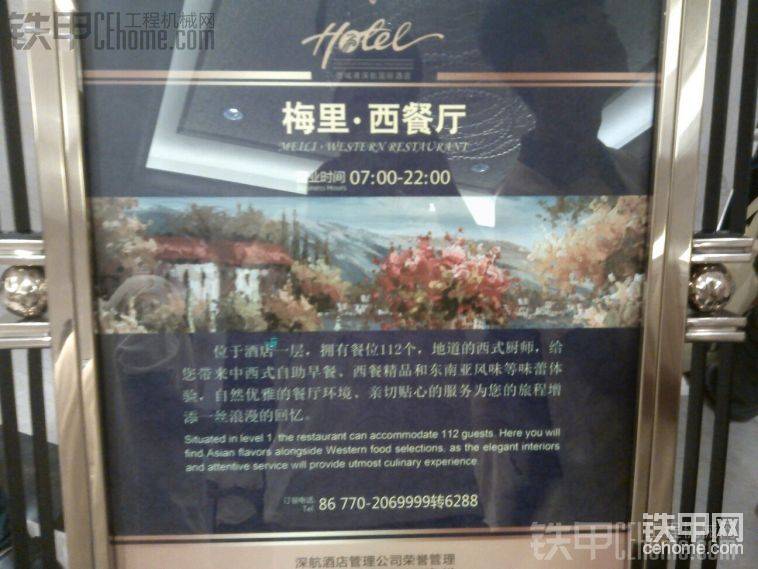 铁甲 工程机械网
CEhome.com
Hotel
梅里·西餐厅
MEILI·WESTERN RESTAURANT
营业时间 07:00-22:00
Business Hours
位于酒店一层，拥有餐位112个，地道的西式厨师，给
您带来中西式自助早餐、西餐精品和东南亚风味等味蕾体
验，自然优雅的餐厅环境、亲切贴心的服务为您的旅程增
添一丝浪漫的回忆。
Situated in level 1, the restaurant can accommodate 112 guests. Here you will
find Asian flavors alongside Western food selections, as the elegant interiors
and attentive service will provide utmost culinary experience.
订餐电话
Tel
86 770-2069999转6288
深航酒店管理公司荣誉管理
铁甲网
www.cehome.com